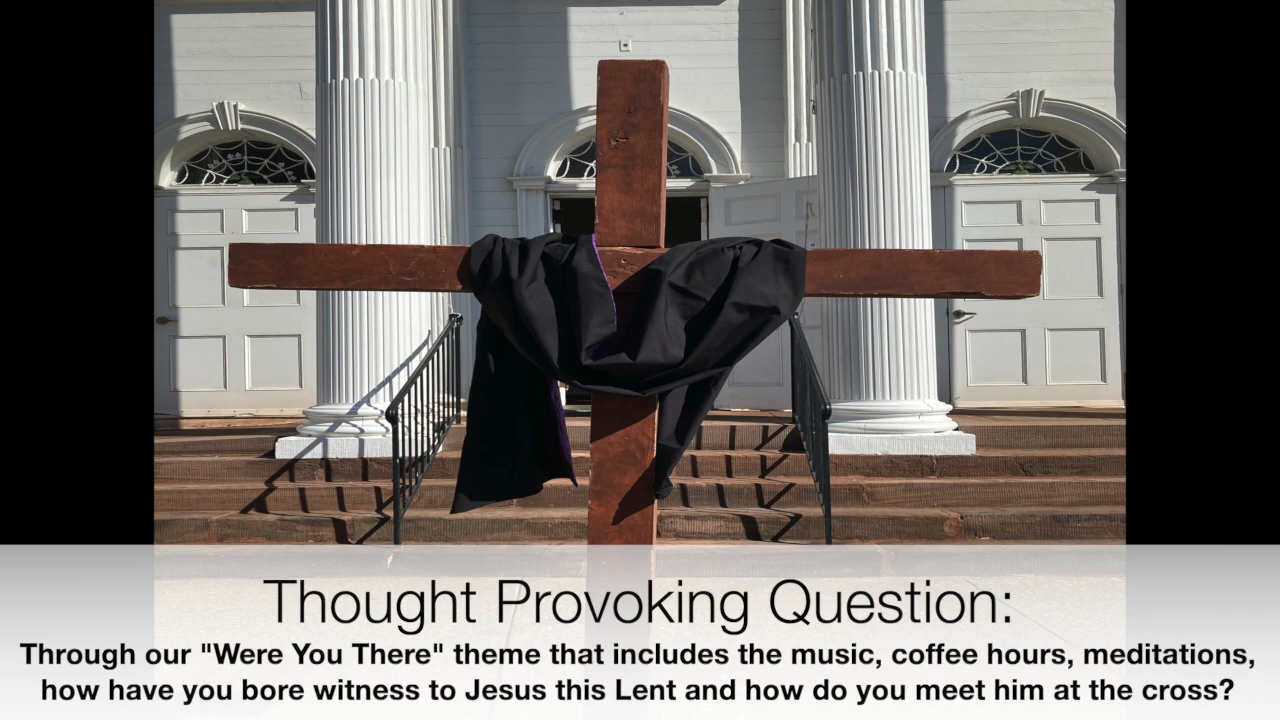 Thought Provoking Question:
Through our "Were You There" theme that includes the music, coffee hours, meditations,
how have you bore witness to Jesus this Lent and how do you meet him at the cross?